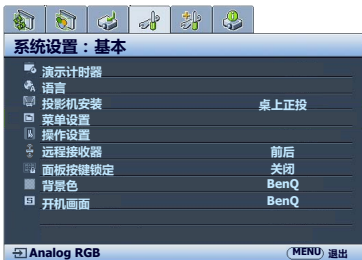 系统设置：基本
演示计时器
语言
投影机安装 桌上正投
菜单设置
操作设置
远程接收器 前后
面板按键锁定 关闭
背景色 BenQ
开机画面 BenQ
Analog RGB MENU 退出